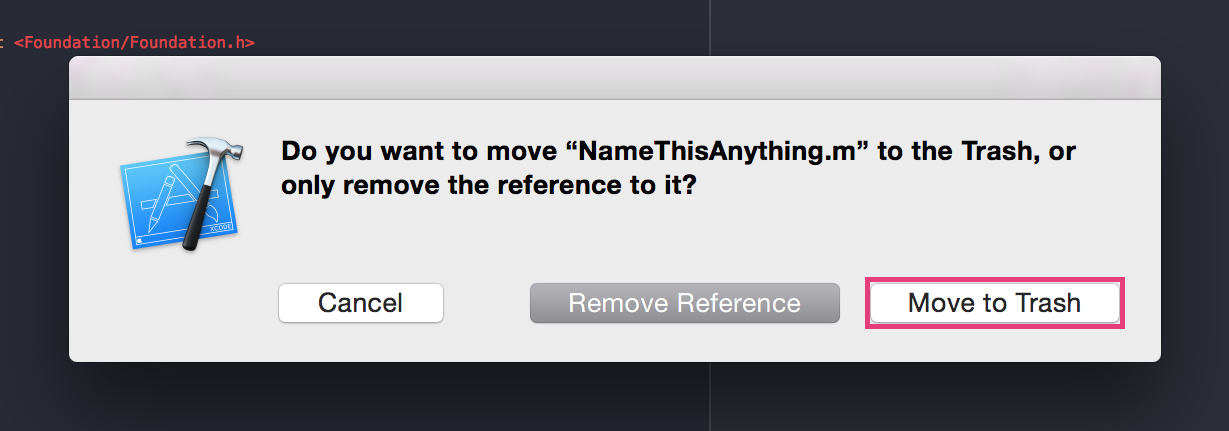 <Foundation/Foundation.h>
Do you want to move “NameThisAnything.m” to the Trash, or
only remove the reference to it?
XCODE
Cancel
Remove Reference
Move to Trash